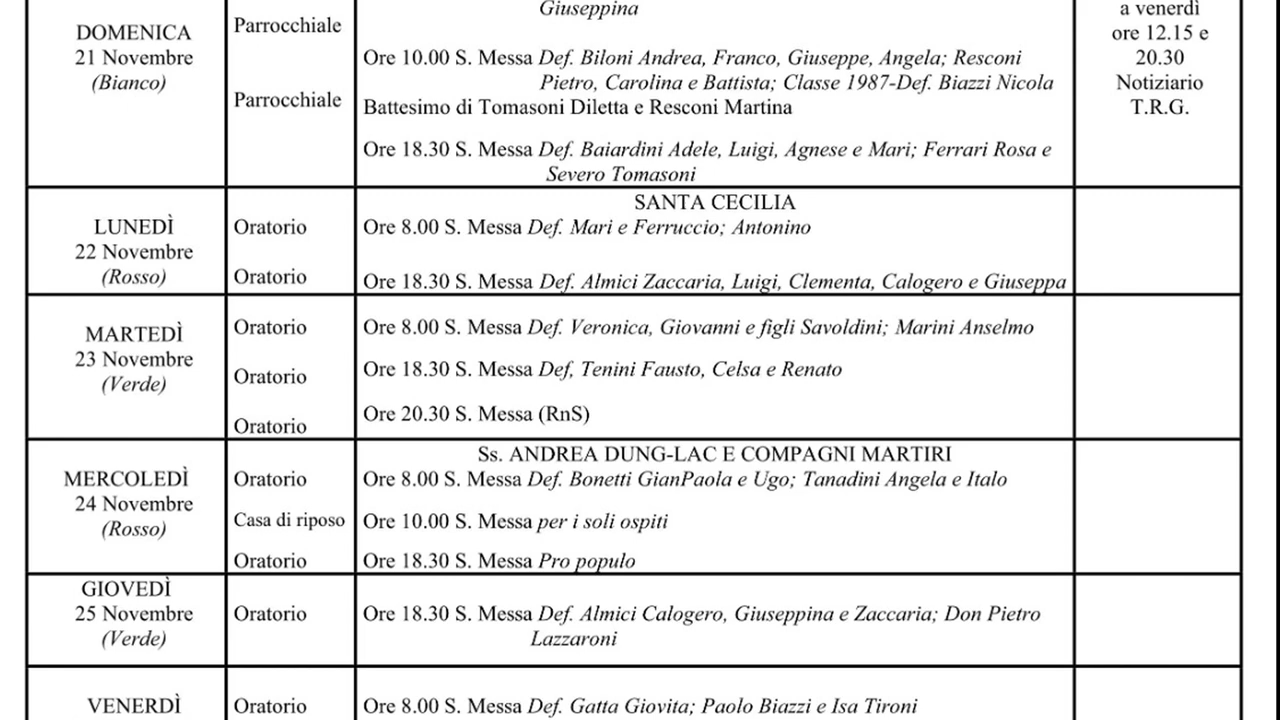 Giuseppina
DOMENICA
21 Novembre
(Bianco)
Parrocchiale
Parrocchiale
Ore 10.00 S. Messa Def. Biloni Andrea, Franco, Giuseppe, Angela; Resconi
Pietro, Carolina e Battista; Classe 1987-Def. Biazzi Nicola
Battesimo di Tomasoni Diletta e Resconi Martina
Ore 18.30 S. Messa Def. Baiardini Adele, Luigi, Agnese e Mari; Ferrari Rosa e
Severo Tomasoni
a venerdì
ore 12.15 e
20.30
Notiziario
T.R.G.
SANTA CECILIA
LUNEDÌ
22 Novembre
(Rosso)
Oratorio
Oratorio
Ore 8.00 S. Messa Def. Mari e Ferruccio; Antonino
Ore 18.30 S. Messa Def. Almici Zaccaria, Luigi, Clementa, Calogero e Giuseppa
MARTEDÌ
23 Novembre
(Verde)
Oratorio
Oratorio
Oratorio
Ore 8.00 S. Messa Def. Veronica, Giovanni e figli Savoldini; Marini Anselmo
Ore 18.30 S. Messa Def, Tenini Fausto, Celsa e Renato
Ore 20.30 S. Messa (RnS)
Ss. ANDREA DUNG-LAC E COMPAGNI MARTIRI
MERCOLEDÌ
24 Novembre
(Rosso)
Oratorio
Casa di riposo
Oratorio
Ore 8.00 S. Messa Def. Bonetti GianPaola e Ugo; Tanadini Angela e Italo
Ore 10.00 S. Messa per i soli ospiti
Ore 18.30 S. Messa Pro populo
GIOVEDÌ
25 Novembre
(Verde)
Oratorio
Ore 18.30 S. Messa Def. Almici Calogero, Giuseppina e Zaccaria; Don Pietro
Lazzaroni
VENERDÌ
Oratorio
Ore 8.00 S. Messa Def. Gatta Giovita; Paolo Biazzi e Isa Tironi